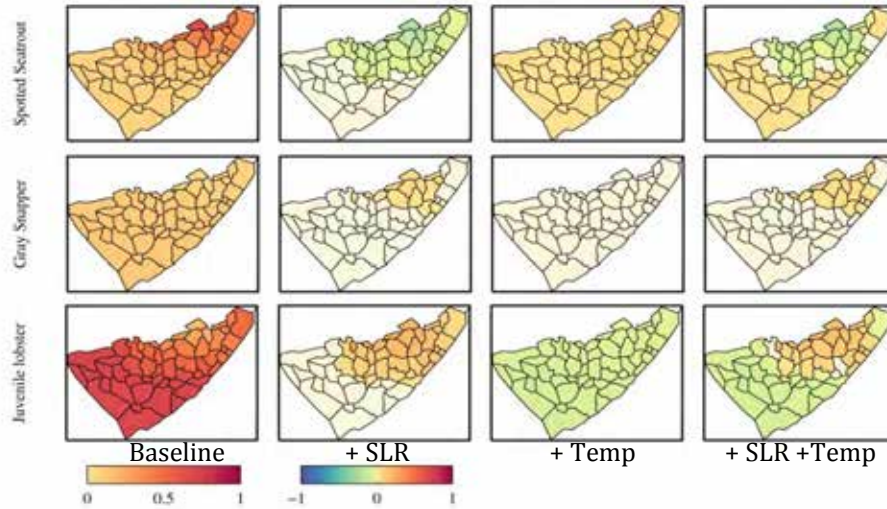 Spotted Seatrout
Gray Snapper
Juvenile lobster
Baseline
+ SLR
+ Temp
+ SLR +Temp
0
0.5
1
−1
0
1